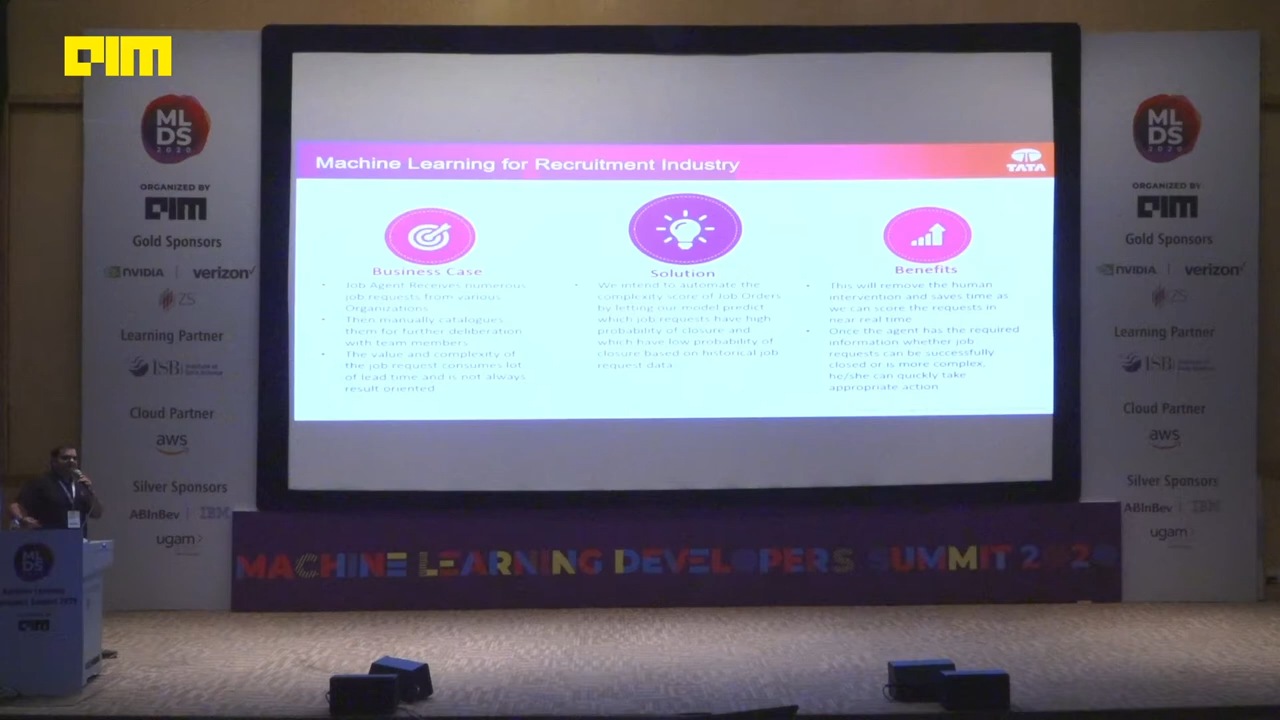 AIM
ML
DS
2020
ORGANIZED BY
AIM
Gold Sponsors
NVIDIA | verizon
ZS
Learning Partner
ISB
Cloud Partner
aws
Silver Sponsors
ABInBev | IBM
ugam
Machine Learning for Recruitment Industry
TATA
Business Case
Job Agent Receives numerous
job requests from various
Organizations
Then manually catalogues
them for further deliberation
with team members
The value and complexity of
the job request consumes lot
of lead time and is not always
result oriented
Solution
We intend to automate the
complexity score of Job Orders
by letting our model predict
which job requests have high
probability of closure and
which have low probability of
closure based on historical job
request data.
Benefits
This will remove the human
intervention and saves time as
we can score the requests in
near real time
Once the agent has the required
information whether job
requests can be successfully
closed or is more complex,
he/she can quickly take
appropriate action
MACHINE LEARNING DEVELOPERS SUMMIT 2020
ML
DS
2020
ORGANIZED BY
AIM
Gold Sponsors
NVIDIA | verizon
ZS
Learning Partner
ISB
Cloud Partner
aws
Silver Sponsors
ABInBev | IBM
ugam
ML
DS
AIM